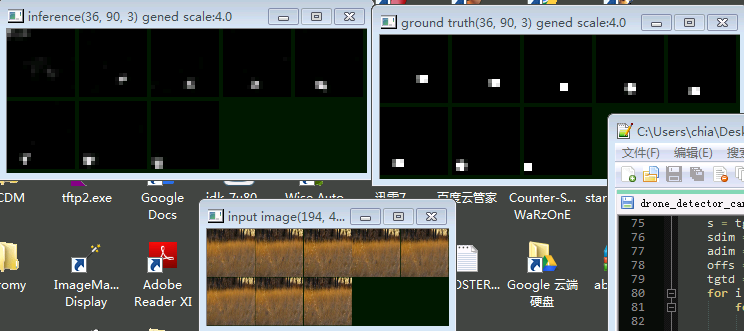 inference(36, 90, 3) gened scale:4.0
ground truth(36, 90, 3) gened scale:4.0
C:\Users\chia\Desk
文件(F) 编辑(E) 搜索
CDM
tftp2.exe
Google
Docs
jdk-7u80
Wise Auto
迅雷7
百度云管家
Counter-S...
WaRzOnE
star
input image(194, 4...
drone_detector_car
75 s = tg
76 sdim =
77 adim =
78 offs =
79 tgtd =
80 for i
81 fo
82
romy
ImageMa...
Display
Adobe
Reader XI
OSTER...
Google 云端
硬盘
ab